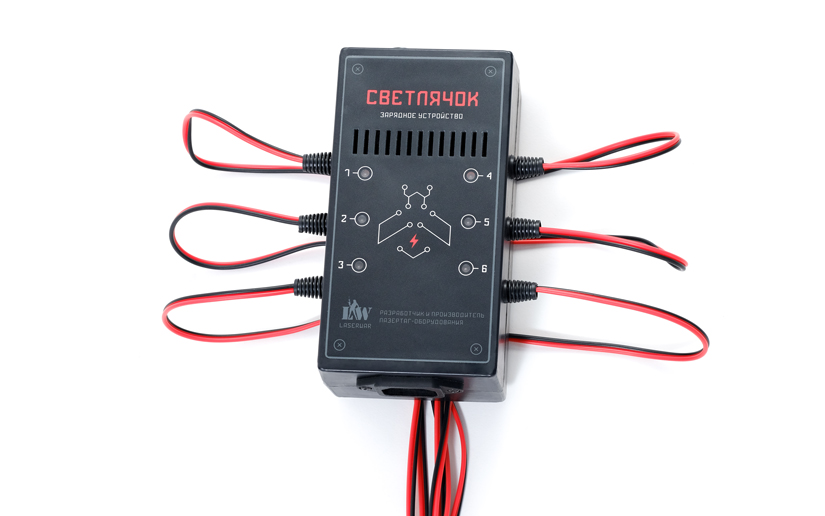 СВЕТЛЯЧОК
ЗАРЯДНОЕ УСТРОЙСТВО
1 4
2 5
3 6
LW
LASERWAR
РАЗРАБОТЧИК И ПРОИЗВОДИТЕЛЬ
ЛАЗЕРТАГ-ОБОРУДОВАНИЯ